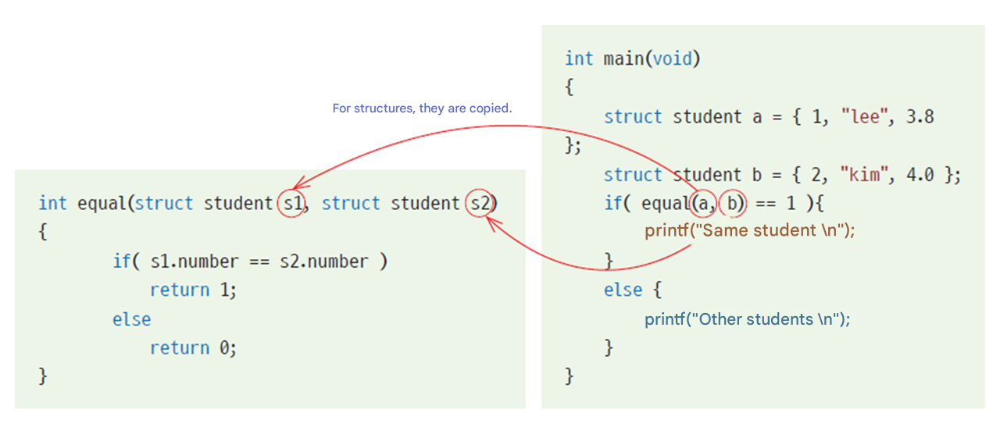 For structures, they are copied.
int equal(struct student s1, struct student s2)
{
if( s1.number == s2.number )
return 1;
else
return 0;
}
int main(void)
{
struct student a = { 1, "lee", 3.8
};
struct student b = { 2, "kim", 4.0 };
if( equal(a, b) == 1 ){
printf("Same student \n");
}
else {
printf("Other students \n");
}
}